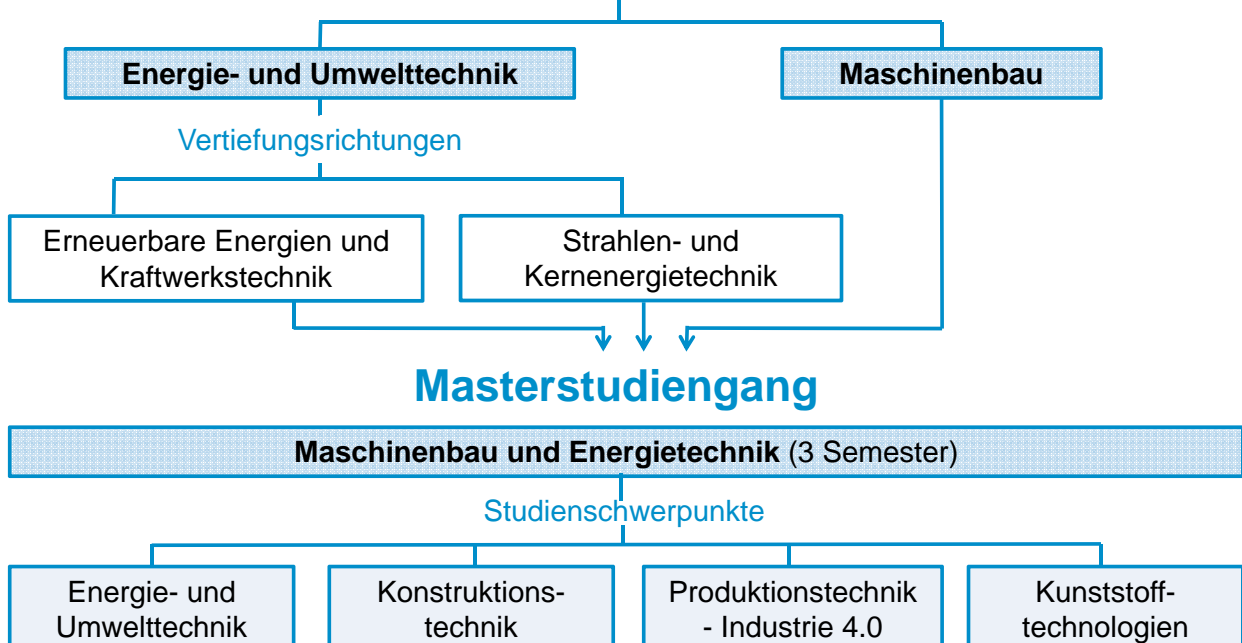 Energie- und Umwelttechnik
Maschinenbau
Vertiefungsrichtungen
Erneuerbare Energien und
Kraftwerkstechnik
Strahlen- und
Kernenergietechnik
Masterstudiengang
Maschinenbau und Energietechnik (3 Semester)
Studienschwerpunkte
Energie- und
Umwelttechnik
Konstruktions-
technik
Produktionstechnik
- Industrie 4.0
Kunststoff-
technologien